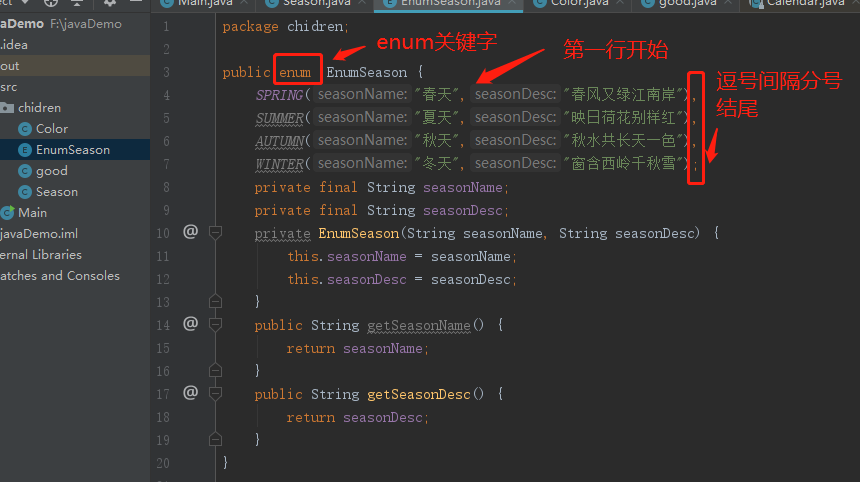 ect
Main.java
Season.java
EnumSeason.java
Color.java
good.java
Calendar.java
javaDemo F:\javaDemo
.idea
out
src
chidren
Color
EnumSeason
good
Season
Main
javaDemo.iml
ernal Libraries
atches and Consoles
enum关键字
第一行开始
逗号间隔分号
结尾
1 package chidren;
2
3 public enum EnumSeason {
4 SPRING( seasonName: "春天", seasonDesc: "春风又绿江南岸"),
5 SUMMER( seasonName: "夏天", seasonDesc: "映日荷花别样红"),
6 AUTUMN( seasonName: "秋天", seasonDesc: "秋水共长天一色"),
7 WINTER( seasonName: "冬天", seasonDesc: "窗含西岭千秋雪");
8 private final String seasonName;
9 private final String seasonDesc;
10 @ private EnumSeason(String seasonName, String seasonDesc) {
11 this.seasonName = seasonName;
12 this.seasonDesc = seasonDesc;
13 }
14 @ public String getSeasonName() {
15 return seasonName;
16 }
17 @ public String getSeasonDesc() {
18 return seasonDesc;
19 }
20 }